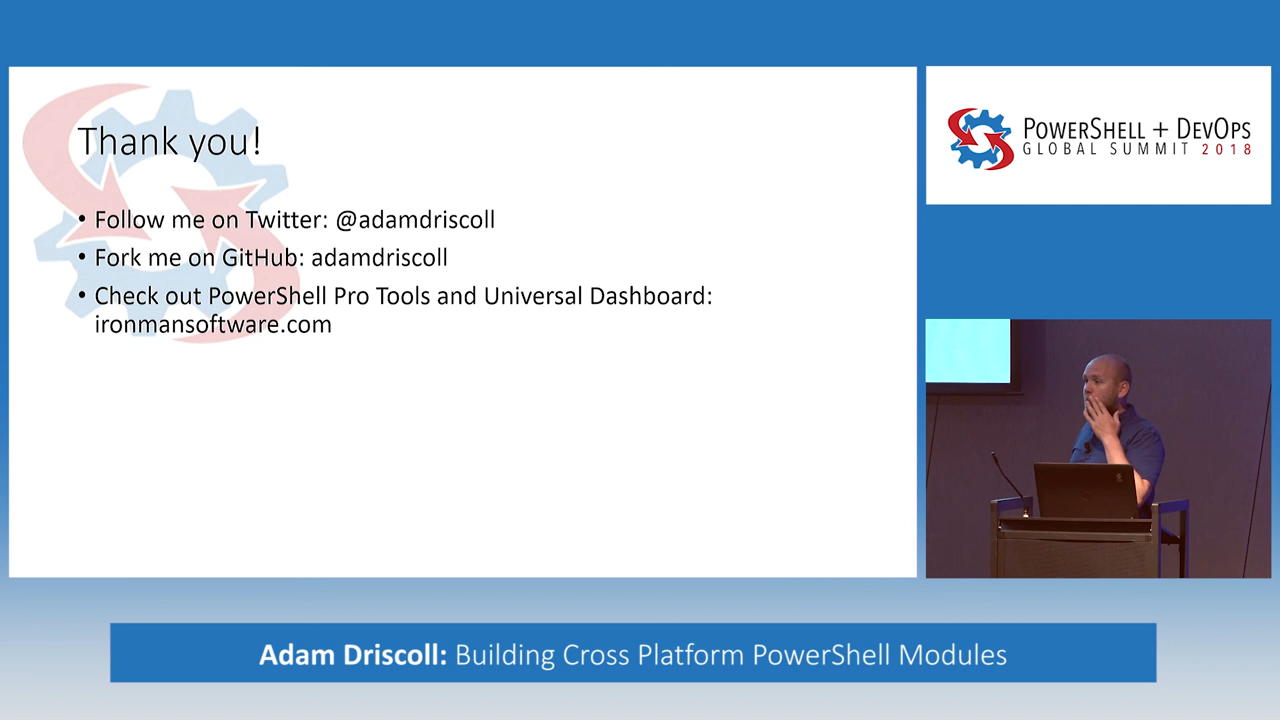 Thank you!
• Follow me on Twitter: @adamdriscoll
• Fork me on GitHub: adamdriscoll
• Check out PowerShell Pro Tools and Universal Dashboard:
ironmansoftware.com
PowerShell + DevOps
GLOBAL SUMMIT 2018
Adam Driscoll: Building Cross Platform PowerShell Modules